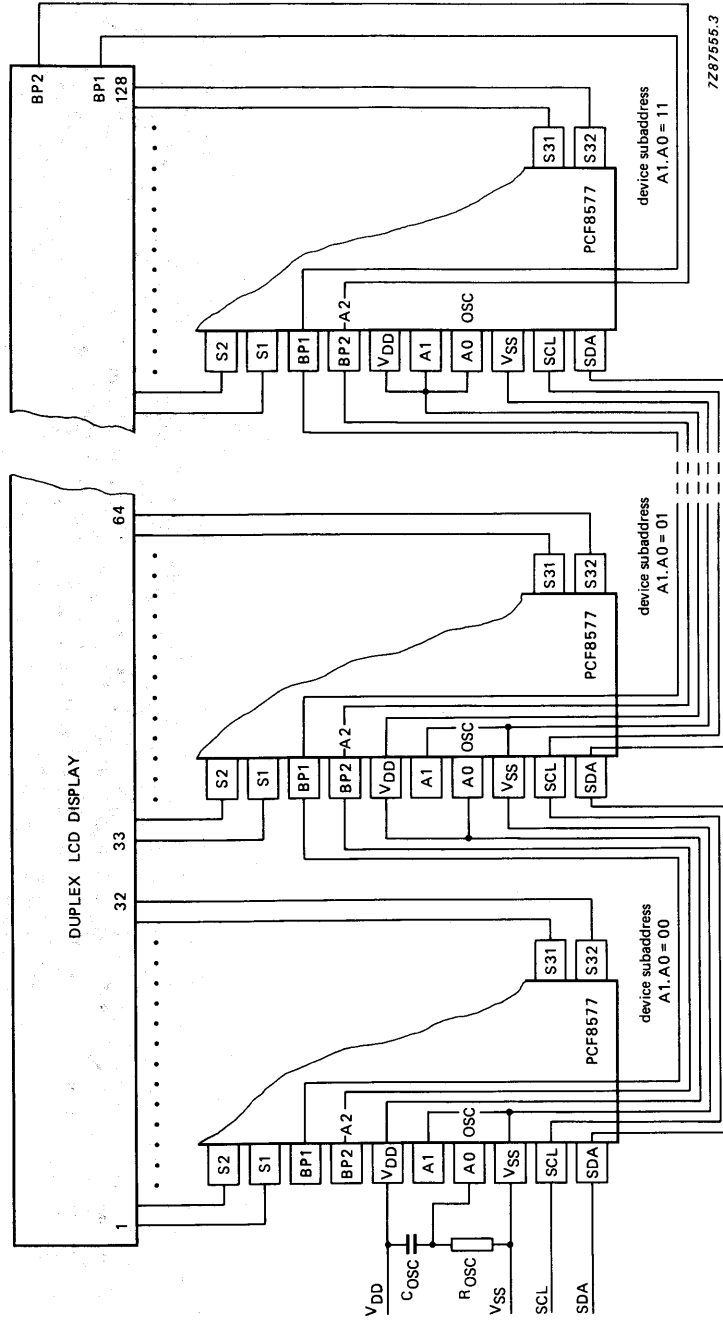 DUPLEX LCD DISPLAY
1
32
33
64
BP2
BP1
128
S2
S1
BP1
BP2
A2
VDD
A1
OSC
A0
VSS
SCL
SDA
S31
S32
PCF8577
device subaddress
A1.A0 = 00
VDD
COSC
ROSC
VSS
SCL
SDA
S2
S1
BP1
BP2
A2
VDD
A1
OSC
A0
VSS
SCL
SDA
S31
S32
PCF8577
device subaddress
A1.A0 = 01
S2
S1
BP1
BP2
A2
VDD
A1
OSC
A0
VSS
SCL
SDA
S31
S32
PCF8577
device subaddress
A1.A0 = 11
7Z87555.3